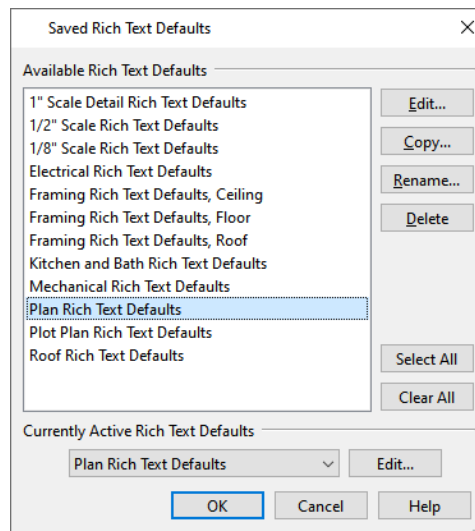 Saved Rich Text Defaults
Available Rich Text Defaults
1" Scale Detail Rich Text Defaults
1/2" Scale Rich Text Defaults
1/8" Scale Rich Text Defaults
Electrical Rich Text Defaults
Framing Rich Text Defaults, Ceiling
Framing Rich Text Defaults, Floor
Framing Rich Text Defaults, Roof
Kitchen and Bath Rich Text Defaults
Mechanical Rich Text Defaults
Plan Rich Text Defaults
Plot Plan Rich Text Defaults
Roof Rich Text Defaults
Edit...
Copy...
Rename...
Delete
Select All
Clear All
Currently Active Rich Text Defaults
Plan Rich Text Defaults Edit...
OK Cancel Help